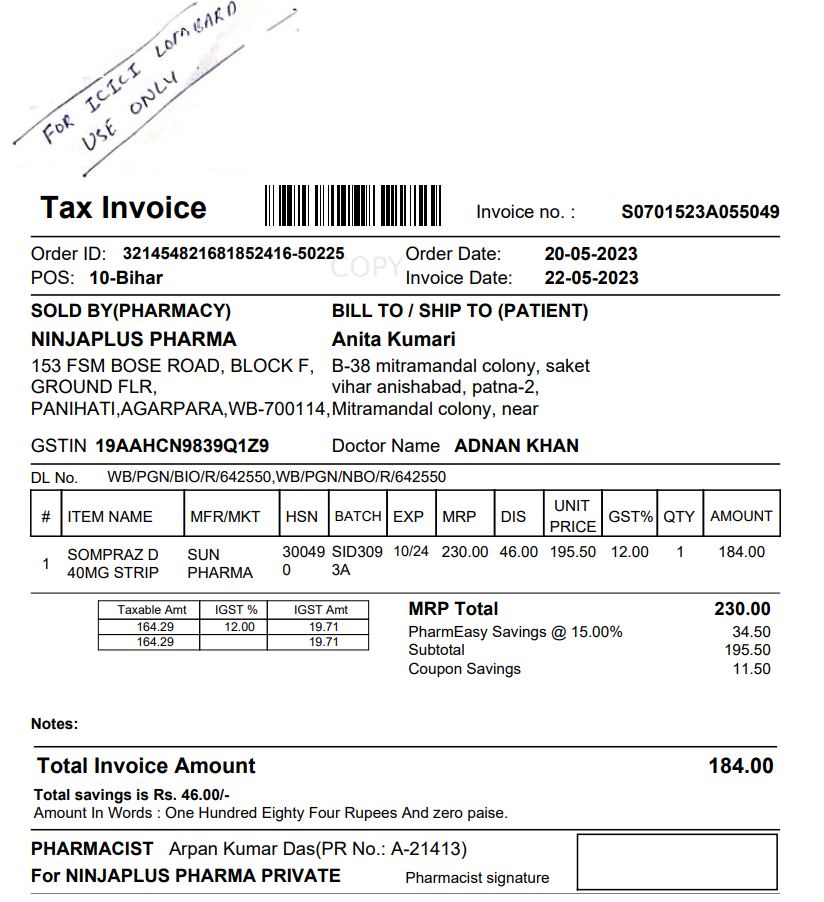 FOR ICICI LOMBARD
USE ONLY
Tax Invoice
Invoice no. : S0701523A055049
Order ID: 321454821681852416-50225 Order Date: 20-05-2023
COPY
POS: 10-Bihar Invoice Date: 22-05-2023
SOLD BY(PHARMACY) BILL TO / SHIP TO (PATIENT)
NINJAPLUS PHARMA Anita Kumari
153 FSM BOSE ROAD, BLOCK F, B-38 mitramandal colony, saket
GROUND FLR, vihar anishabad, patna-2,
PANIHATI,AGARPARA,WB-700114, Mitramandal colony, near
GSTIN 19AAHCN9839Q1Z9 Doctor Name ADNAN KHAN
DL No. WB/PGN/BIO/R/642550,WB/PGN/NBO/R/642550
# ITEM NAME MFR/MKT HSN BATCH EXP MRP DIS UNIT PRICE GST% QTY AMOUNT
1 SOMPRAZ D SUN 30049 SID309 10/24 230.00 46.00 195.50 12.00 1 184.00
40MG STRIP PHARMA 0 3A
Taxable Amt IGST % IGST Amt
164.29 12.00 19.71
164.29 19.71
MRP Total 230.00
PharmEasy Savings @ 15.00% 34.50
Subtotal 195.50
Coupon Savings 11.50
Notes:
Total Invoice Amount 184.00
Total savings is Rs. 46.00/-
Amount In Words : One Hundred Eighty Four Rupees And zero paise.
PHARMACIST Arpan Kumar Das(PR No.: A-21413)
For NINJAPLUS PHARMA PRIVATE Pharmacist signature